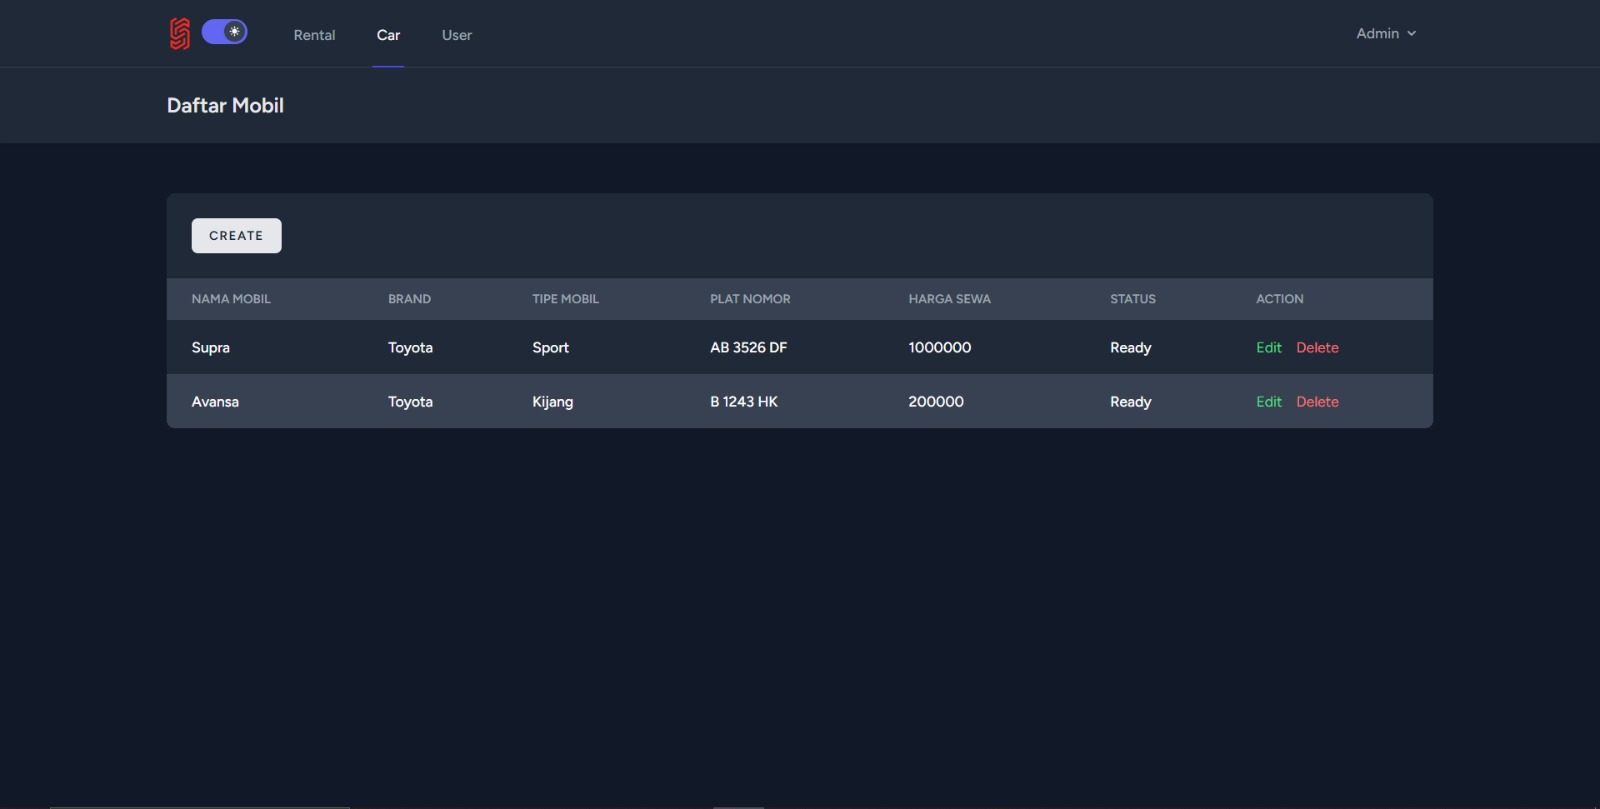 Rental Car User Admin
Daftar Mobil
CREATE
NAMA MOBIL BRAND TIPE MOBIL PLAT NOMOR HARGA SEWA STATUS ACTION
Supra Toyota Sport AB 3526 DF 1000000 Ready Edit Delete
Avansa Toyota Kijang B 1243 HK 200000 Ready Edit Delete